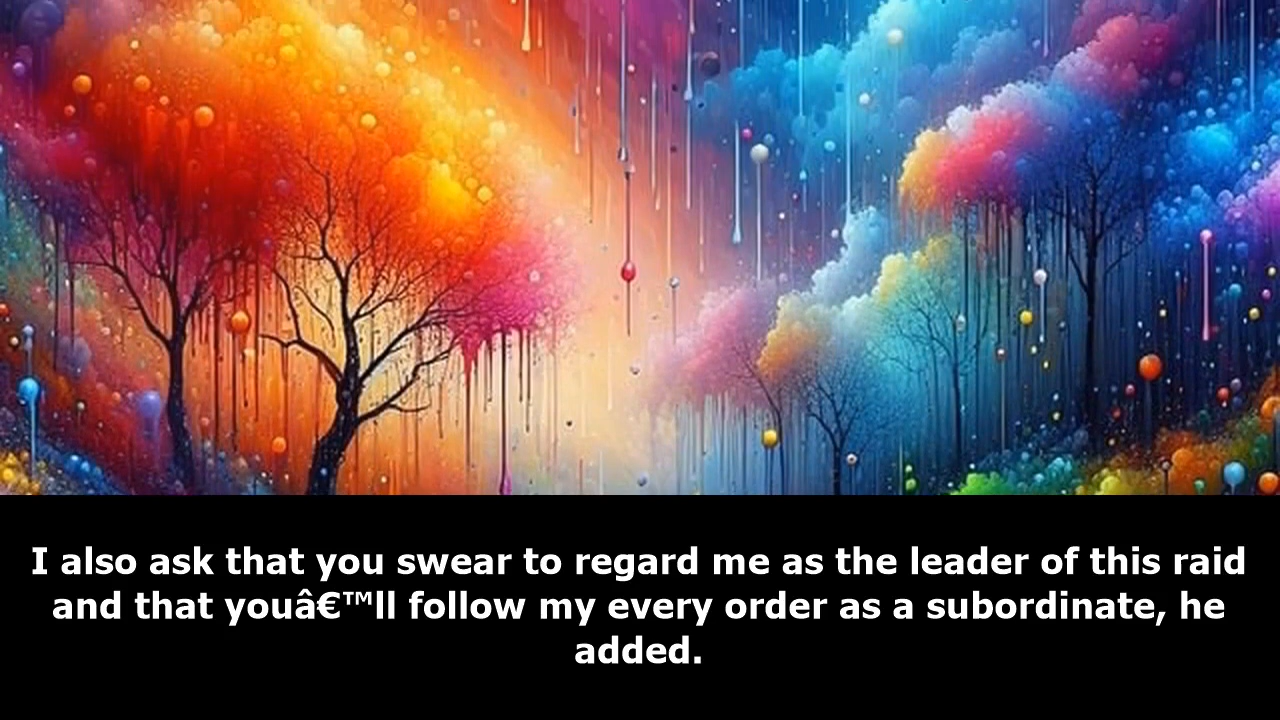 I also ask that you swear to regard me as the leader of this raid
and that youâ€™ll follow my every order as a subordinate, he
added.